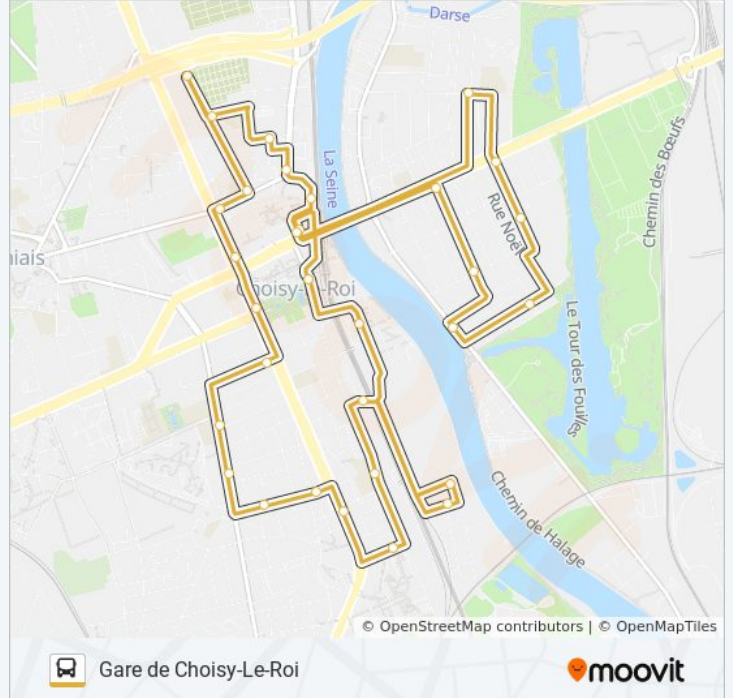 Darse
Chemin des Bœufs
La Seine
Rue Noël
iais
Choisy-le-Roi
Le Tour des Fouilles
Chemin de Halage
© OpenStreetMap contributors | © OpenMapTiles
Gare de Choisy-Le-Roi
moovit